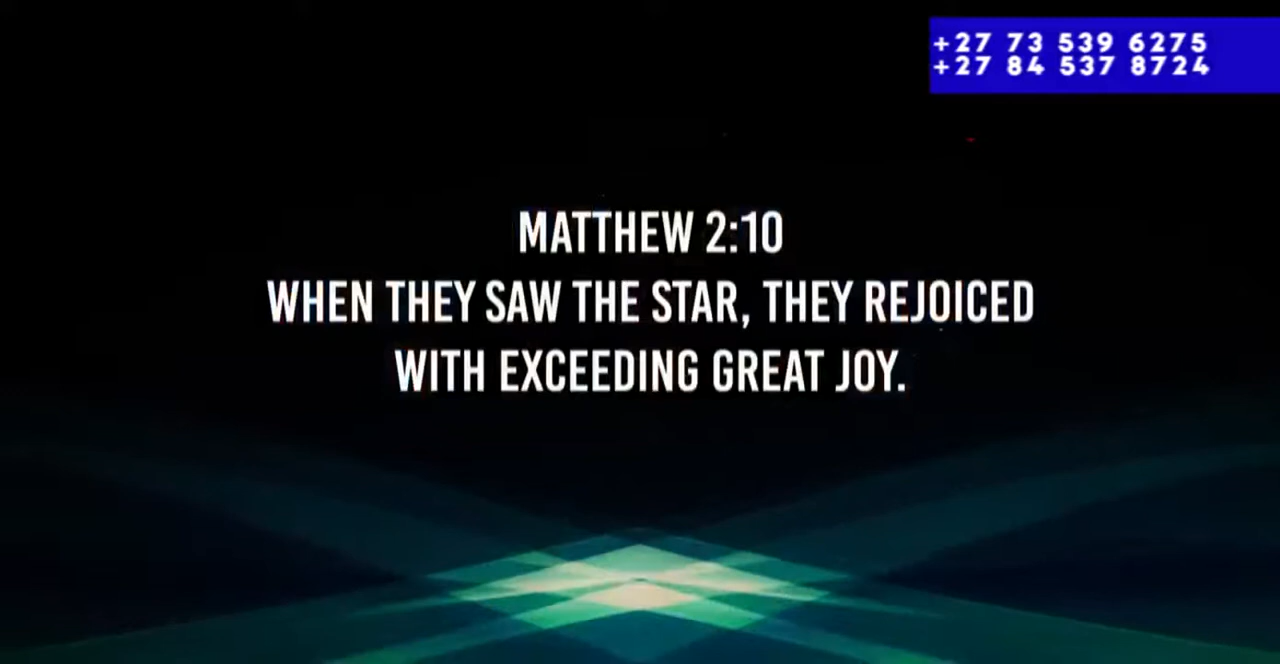 +27 73 539 6275
+27 84 537 8724
MATTHEW 2:10
WHEN THEY SAW THE STAR, THEY REJOICED
WITH EXCEEDING GREAT JOY.